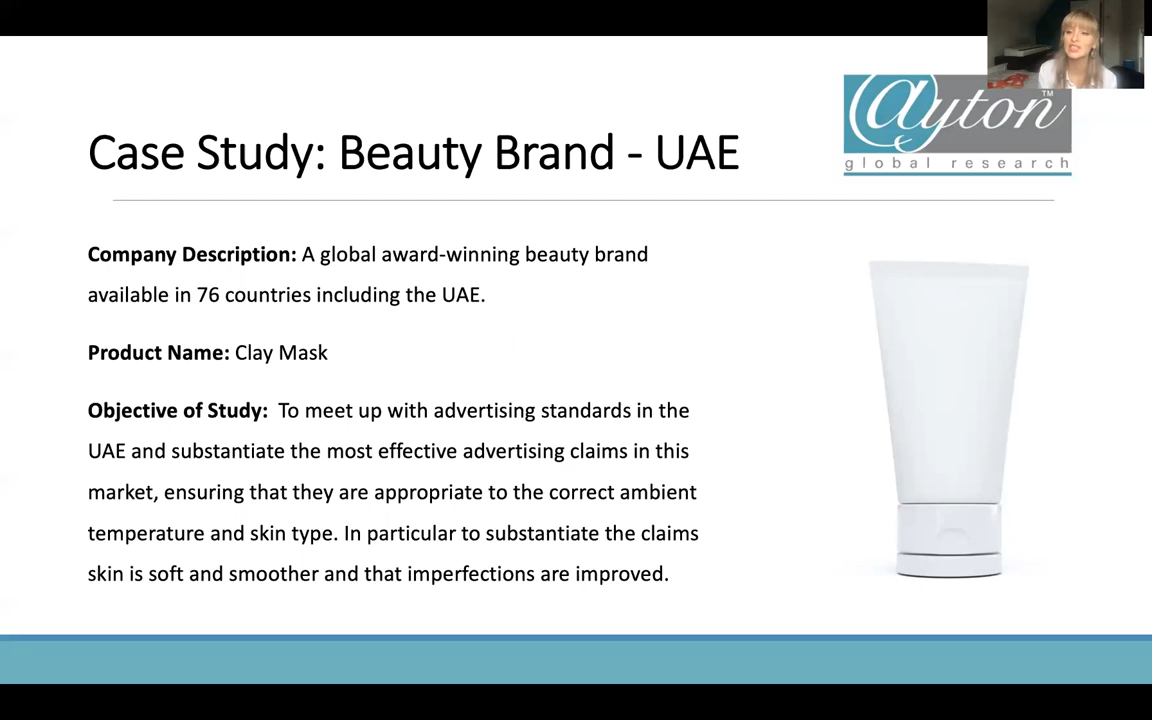 Case Study: Beauty Brand - UAE
@yton™
global research
Company Description: A global award-winning beauty brand
available in 76 countries including the UAE.
Product Name: Clay Mask
Objective of Study: To meet up with advertising standards in the
UAE and substantiate the most effective advertising claims in this
market, ensuring that they are appropriate to the correct ambient
temperature and skin type. In particular to substantiate the claims
skin is soft and smoother and that imperfections are improved.